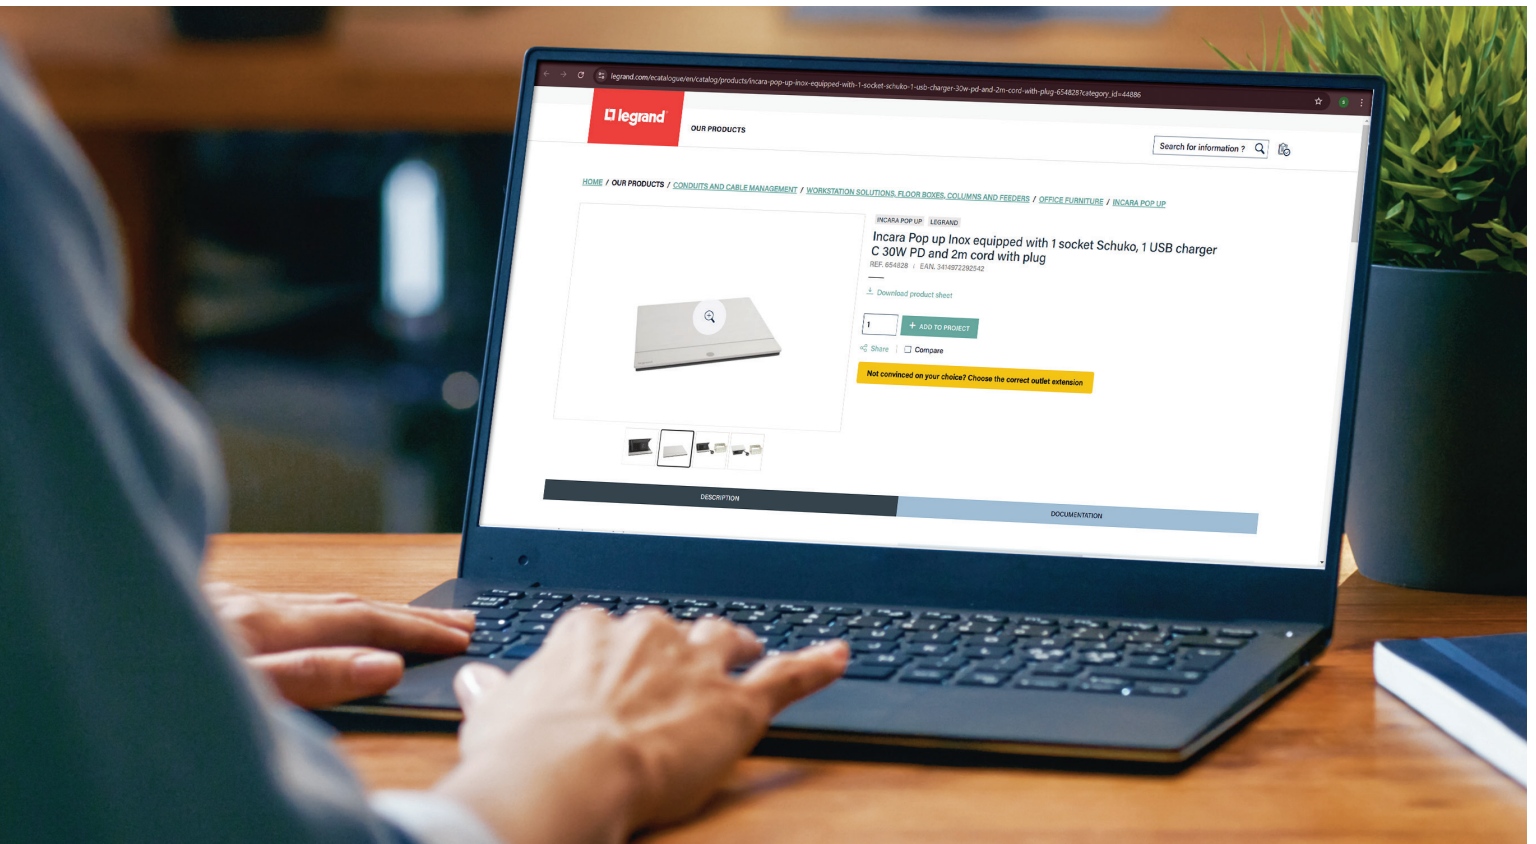 legrand.com/ecatalogue/en/catalog/products/incara-pop-up-inox-equipped-with-1-socket-schuko-1-usb-charger-30w-pd-and-2m-cord-with-plug-654828?category_id=44886
legrand
OUR PRODUCTS
Search for information ?
HOME / OUR PRODUCTS / CONDUITS AND CABLE MANAGEMENT / WORKSTATION SOLUTIONS, FLOOR BOXES, COLUMNS AND FEEDERS / OFFICE FURNITURE / INCARA POP UP
INCARA POP UP LEGRAND
Incara Pop up Inox equipped with 1 socket Schuko, 1 USB charger
C 30W PD and 2m cord with plug
REF. 654828 | EAN. 3414972292542
Download product sheet
1 + ADD TO PROJECT
Share | Compare
Not convinced on your choice? Choose the correct outlet extension
DESCRIPTION DOCUMENTATION